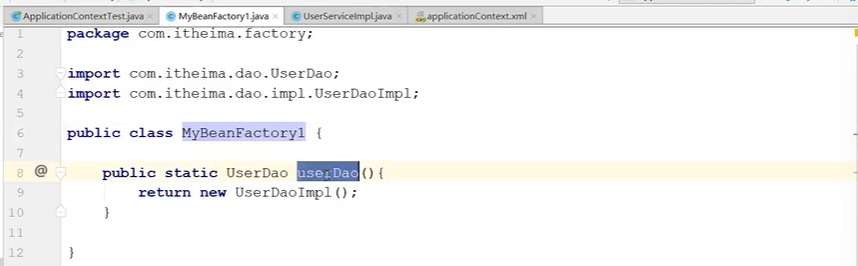 ApplicationContextTest.java MyBeanFactory1.java UserServiceImpl.java applicationContext.xml
1 package com.itheima.factory;
2
3 import com.itheima.dao.UserDao;
4 import com.itheima.dao.impl.UserDaoImpl;
5
6 public class MyBeanFactory1 {
7
8 @ public static UserDao userDao(){
9 return new UserDaoImpl();
10 }
11
12 }